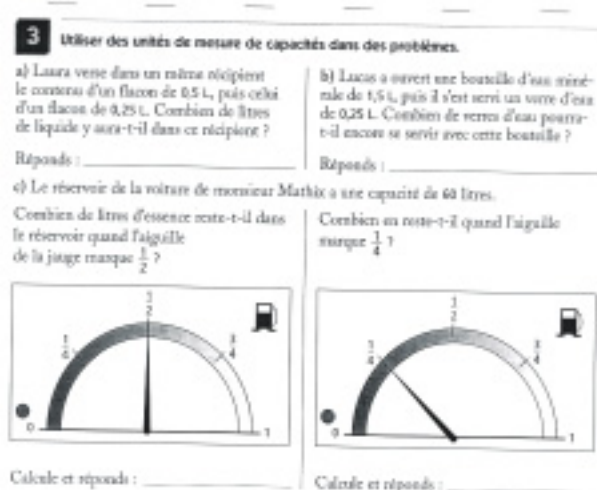 3 Utiliser des unités de mesure de capacités dans des problèmes.
a) Laura verse dans un même récipient
le contenu d'un flacon de 0,5 L, puis celui
d'un flacon de 0,25 L. Combien de litres
de liquide y aura-t-il dans ce récipient ?
Réponds :
b) Lucas a ouvert une bouteille d'eau miné-
rale de 1,5 L, puis il s'est servi un verre d'eau
de 0,25 L. Combien de verres d'eau pourra-
t-il encore se servir avec cette bouteille ?
Réponds :
c) Le réservoir de la voiture de monsieur Mathix a une capacité de 60 litres.
Combien de litres d'essence reste-t-il dans
le réservoir quand l'aiguille
de la jauge marque 1/2 ?
Combien en reste-t-il quand l'aiguille
marque 1/4 ?
0 1/4 1/2 3/4 1
0 1/4 1/2 3/4 1
Calcule et réponds :
Calcule et réponds :